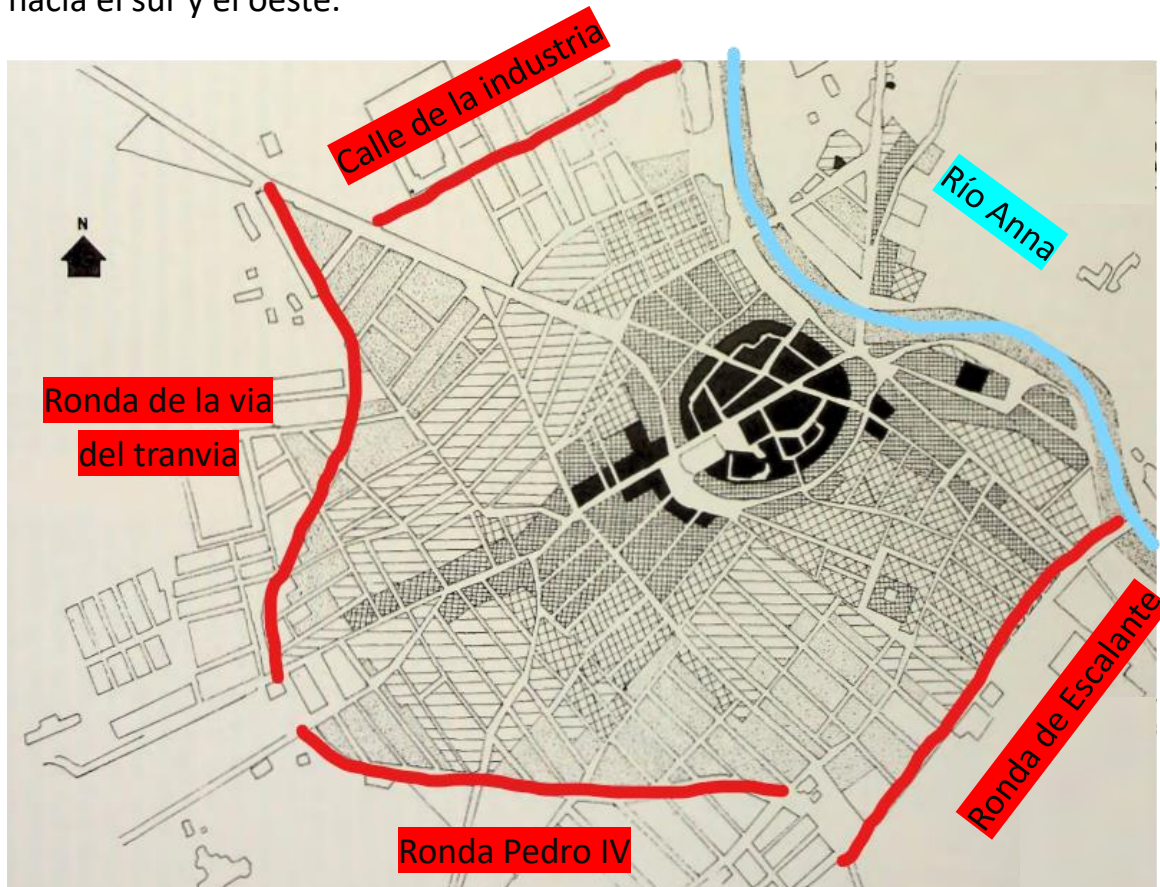 hacia el sur y el oeste.
Calle de la industria
Río Anna
N
Ronda de la via
del tranvia
Ronda de Escalante
Ronda Pedro IV